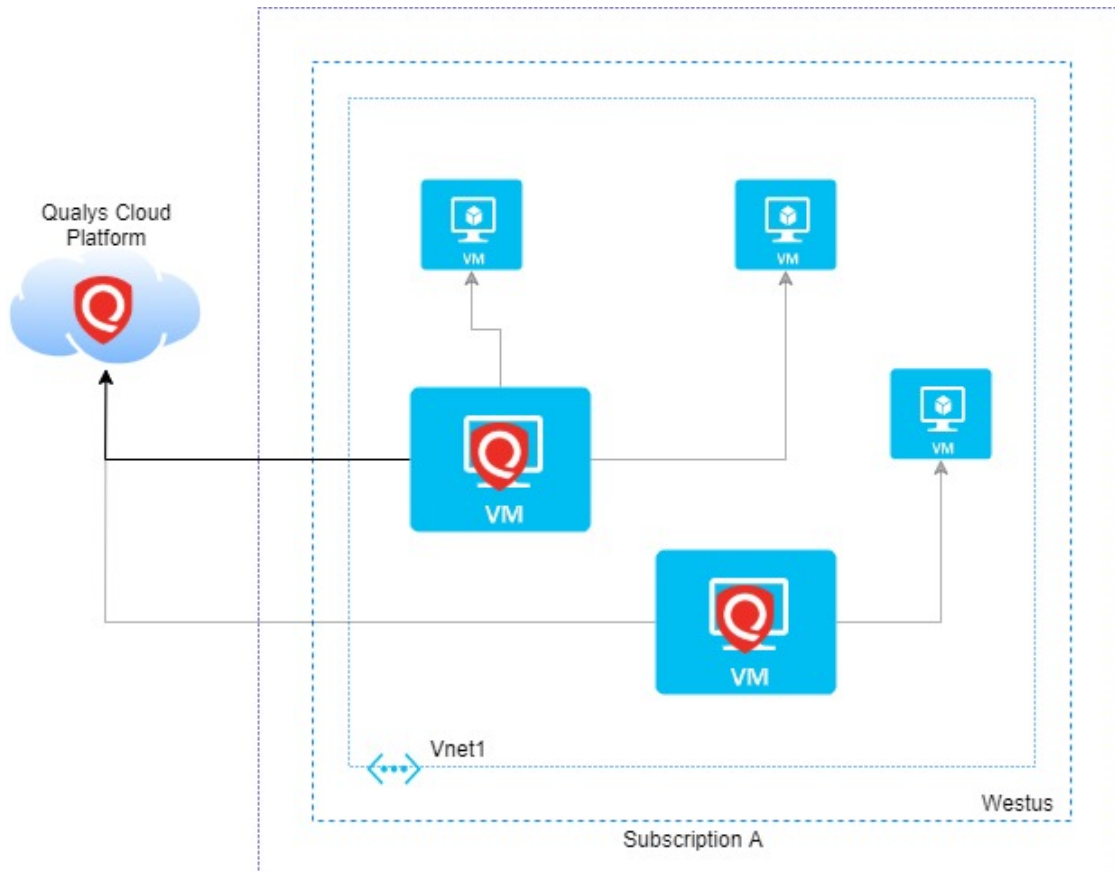 Qualys Cloud
Platform
VM
VM
VM
VM
VM
Vnet1
Westus
Subscription A